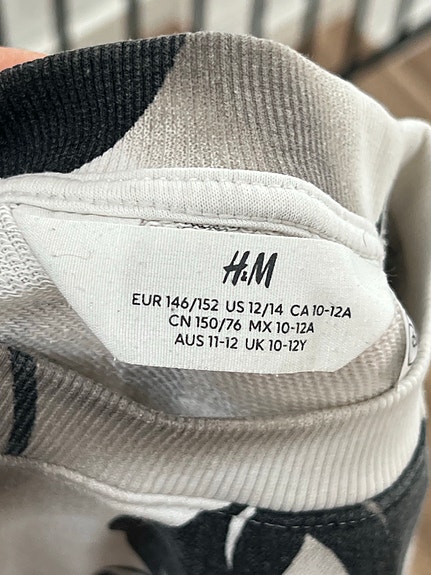 H&M
EUR 146/152 US 12/14 CA 10-12A
CN 150/76 MX 10-12A
AUS 11-12 UK 10-12Y